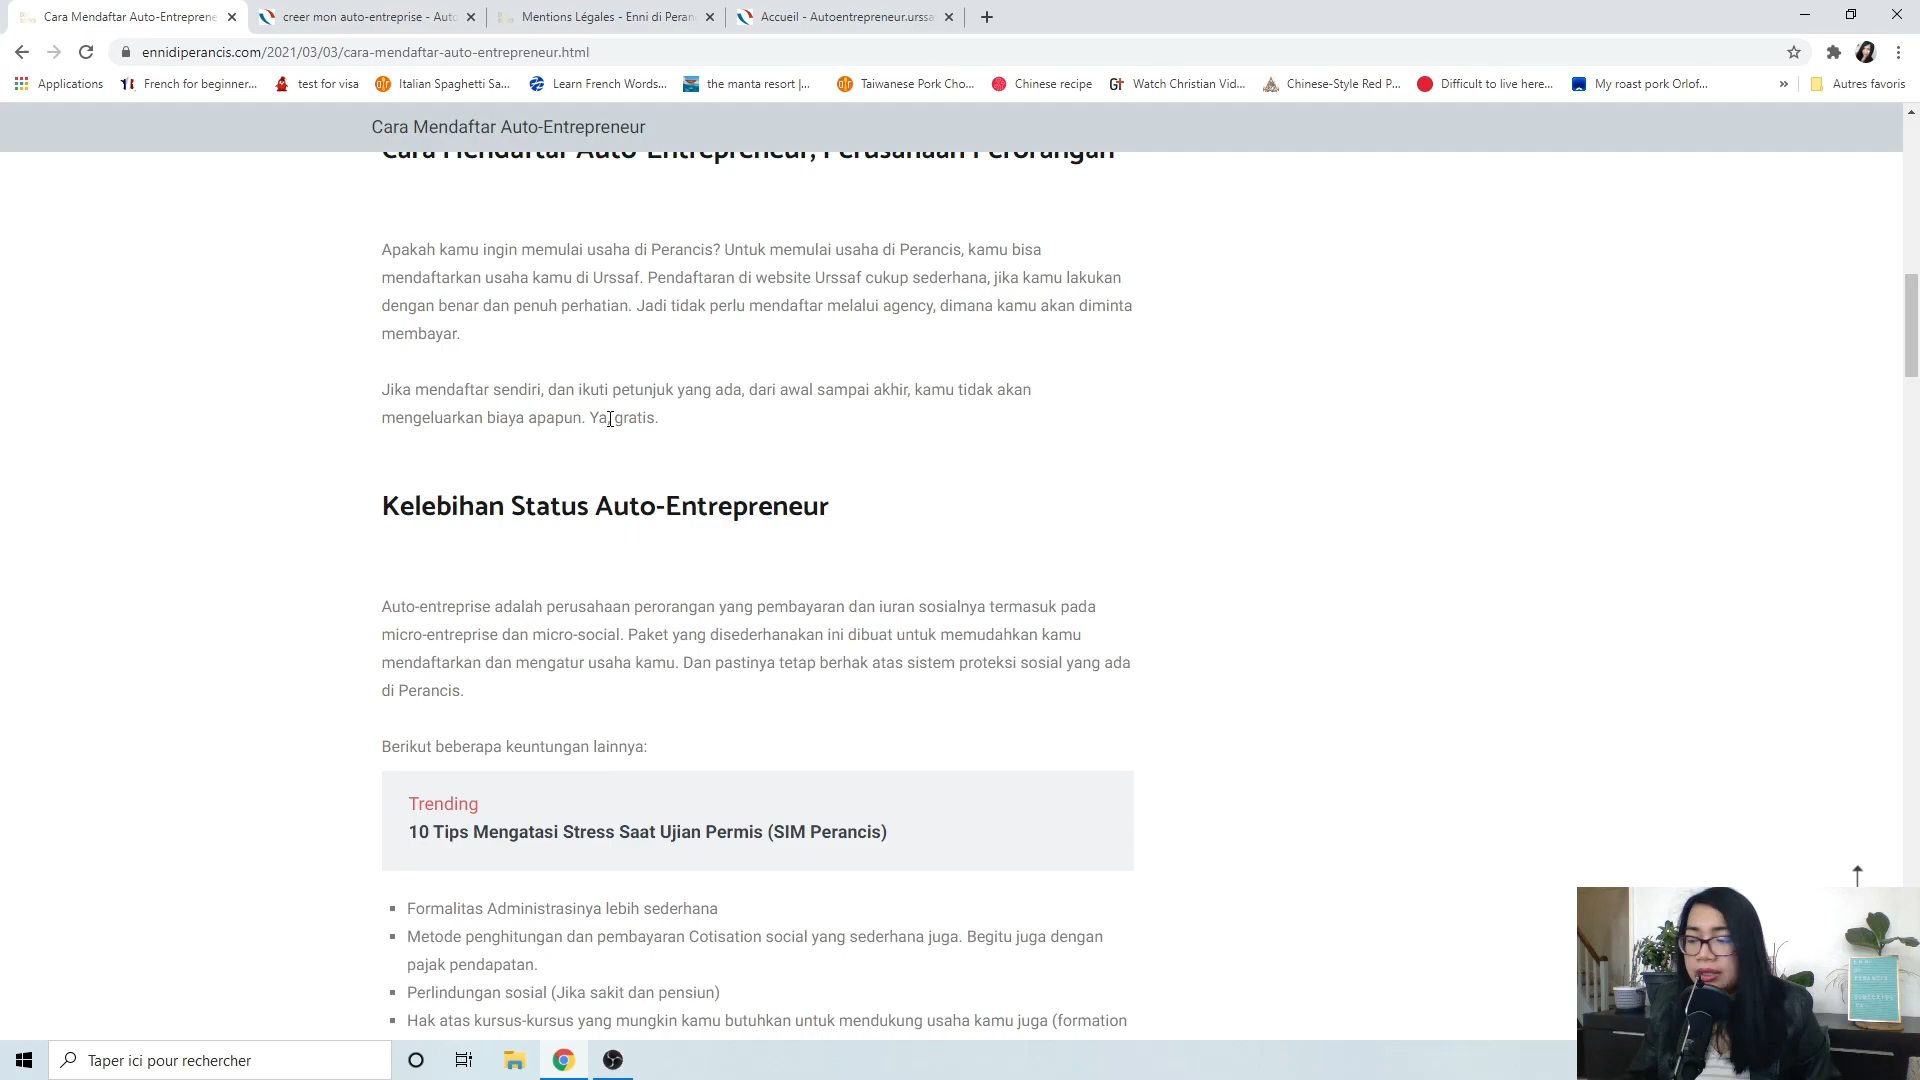 Cara Mendaftar Auto-Entreprene
creer mon auto-entreprise - Auto
Mentions Légales - Enni di Peran
Accueil - Autoentrepreneur.urssa
ennidiperancis.com/2021/03/03/cara-mendaftar-auto-entrepreneur.html
Applications
French for beginner...
test for visa
Italian Spaghetti Sa...
Learn French Words...
the manta resort |...
Taiwanese Pork Cho...
Chinese recipe
Watch Christian Vid...
Chinese-Style Red P...
Difficult to live here...
My roast pork Orlof...
Autres favoris
Cara Mendaftar Auto-Entrepreneur
Cara Mendaftar Auto-Entrepreneur, Perusahaan Perorangan
Apakah kamu ingin memulai usaha di Perancis? Untuk memulai usaha di Perancis, kamu bisa
mendaftarkan usaha kamu di Urssaf. Pendaftaran di website Urssaf cukup sederhana, jika kamu lakukan
dengan benar dan penuh perhatian. Jadi tidak perlu mendaftar melalui agency, dimana kamu akan diminta
membayar.
Jika mendaftar sendiri, dan ikuti petunjuk yang ada, dari awal sampai akhir, kamu tidak akan
mengeluarkan biaya apapun. Ya, gratis.
Kelebihan Status Auto-Entrepreneur
Auto-entreprise adalah perusahaan perorangan yang pembayaran dan iuran sosialnya termasuk pada
micro-entreprise dan micro-social. Paket yang disederhanakan ini dibuat untuk memudahkan kamu
mendaftarkan dan mengatur usaha kamu. Dan pastinya tetap berhak atas sistem proteksi sosial yang ada
di Perancis.
Berikut beberapa keuntungan lainnya:
Trending
10 Tips Mengatasi Stress Saat Ujian Permis (SIM Perancis)
Formalitas Administrasinya lebih sederhana
Metode penghitungan dan pembayaran Cotisation social yang sederhana juga. Begitu juga dengan
pajak pendapatan.
Perlindungan sosial (Jika sakit dan pensiun)
Hak atas kursus-kursus yang mungkin kamu butuhkan untuk mendukung usaha kamu juga (formation
Taper ici pour rechercher